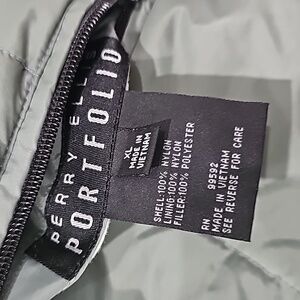 PERRY ELLIS
PORTFOLIO
XL
MADE IN
VIETNAM
SHELL:100% NYLON
LINING:100% NYLON
FILLER:100% POLYESTER
RN 99592
MADE IN VIETNAM
SEE REVERSE FOR CARE